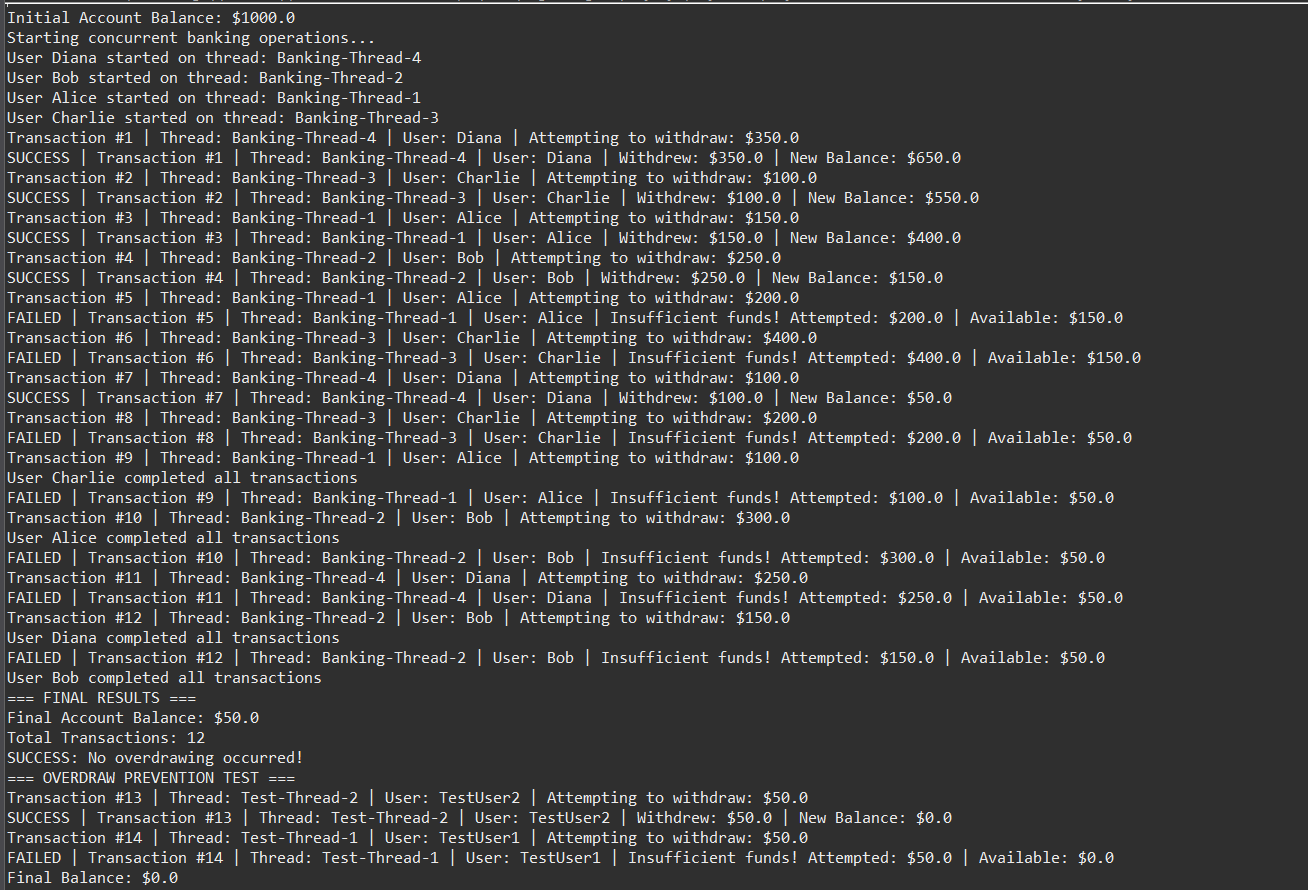 Initial Account Balance: $1000.0
Starting concurrent banking operations...
User Diana started on thread: Banking-Thread-4
User Bob started on thread: Banking-Thread-2
User Alice started on thread: Banking-Thread-1
User Charlie started on thread: Banking-Thread-3
Transaction #1 | Thread: Banking-Thread-4 | User: Diana | Attempting to withdraw: $350.0
SUCCESS | Transaction #1 | Thread: Banking-Thread-4 | User: Diana | Withdrew: $350.0 | New Balance: $650.0
Transaction #2 | Thread: Banking-Thread-3 | User: Charlie | Attempting to withdraw: $100.0
SUCCESS | Transaction #2 | Thread: Banking-Thread-3 | User: Charlie | Withdrew: $100.0 | New Balance: $550.0
Transaction #3 | Thread: Banking-Thread-1 | User: Alice | Attempting to withdraw: $150.0
SUCCESS | Transaction #3 | Thread: Banking-Thread-1 | User: Alice | Withdrew: $150.0 | New Balance: $400.0
Transaction #4 | Thread: Banking-Thread-2 | User: Bob | Attempting to withdraw: $250.0
SUCCESS | Transaction #4 | Thread: Banking-Thread-2 | User: Bob | Withdrew: $250.0 | New Balance: $150.0
Transaction #5 | Thread: Banking-Thread-1 | User: Alice | Attempting to withdraw: $200.0
FAILED | Transaction #5 | Thread: Banking-Thread-1 | User: Alice | Insufficient funds! Attempted: $200.0 | Available: $150.0
Transaction #6 | Thread: Banking-Thread-3 | User: Charlie | Attempting to withdraw: $400.0
FAILED | Transaction #6 | Thread: Banking-Thread-3 | User: Charlie | Insufficient funds! Attempted: $400.0 | Available: $150.0
Transaction #7 | Thread: Banking-Thread-4 | User: Diana | Attempting to withdraw: $100.0
SUCCESS | Transaction #7 | Thread: Banking-Thread-4 | User: Diana | Withdrew: $100.0 | New Balance: $50.0
Transaction #8 | Thread: Banking-Thread-3 | User: Charlie | Attempting to withdraw: $200.0
FAILED | Transaction #8 | Thread: Banking-Thread-3 | User: Charlie | Insufficient funds! Attempted: $200.0 | Available: $50.0
Transaction #9 | Thread: Banking-Thread-1 | User: Alice | Attempting to withdraw: $100.0
User Charlie completed all transactions
FAILED | Transaction #9 | Thread: Banking-Thread-1 | User: Alice | Insufficient funds! Attempted: $100.0 | Available: $50.0
Transaction #10 | Thread: Banking-Thread-2 | User: Bob | Attempting to withdraw: $300.0
User Alice completed all transactions
FAILED | Transaction #10 | Thread: Banking-Thread-2 | User: Bob | Insufficient funds! Attempted: $300.0 | Available: $50.0
Transaction #11 | Thread: Banking-Thread-4 | User: Diana | Attempting to withdraw: $250.0
FAILED | Transaction #11 | Thread: Banking-Thread-4 | User: Diana | Insufficient funds! Attempted: $250.0 | Available: $50.0
Transaction #12 | Thread: Banking-Thread-2 | User: Bob | Attempting to withdraw: $150.0
User Diana completed all transactions
FAILED | Transaction #12 | Thread: Banking-Thread-2 | User: Bob | Insufficient funds! Attempted: $150.0 | Available: $50.0
User Bob completed all transactions
=== FINAL RESULTS ===
Final Account Balance: $50.0
Total Transactions: 12
SUCCESS: No overdrawing occurred!
=== OVERDRAW PREVENTION TEST ===
Transaction #13 | Thread: Test-Thread-2 | User: TestUser2 | Attempting to withdraw: $50.0
SUCCESS | Transaction #13 | Thread: Test-Thread-2 | User: TestUser2 | Withdrew: $50.0 | New Balance: $0.0
Transaction #14 | Thread: Test-Thread-1 | User: TestUser1 | Attempting to withdraw: $50.0
FAILED | Transaction #14 | Thread: Test-Thread-1 | User: TestUser1 | Insufficient funds! Attempted: $50.0 | Available: $0.0
Final Balance: $0.0